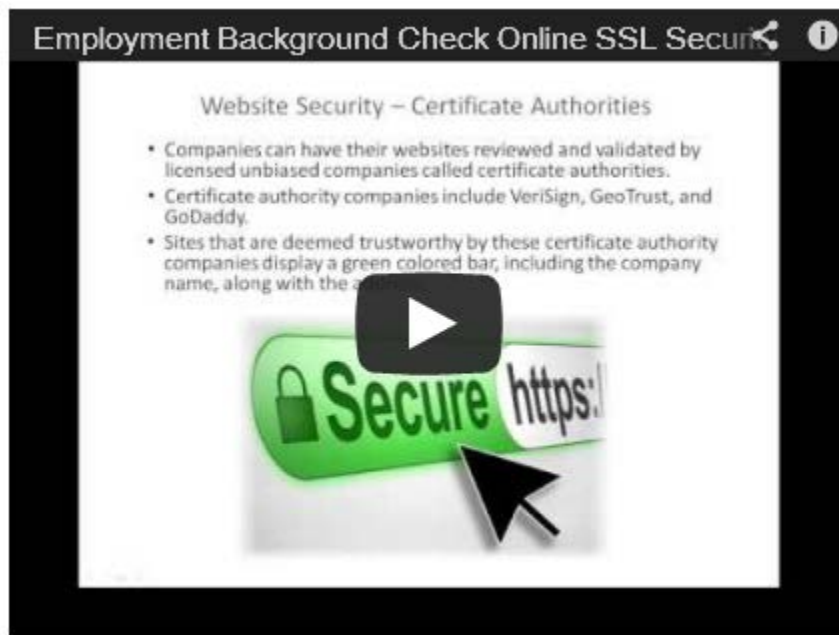 Employment Background Check Online SSL Securi
Website Security – Certificate Authorities
• Companies can have their websites reviewed and validated by
licensed unbiased companies called certificate authorities.
• Certificate authority companies include VeriSign, GeoTrust, and
GoDaddy.
• Sites that are deemed trustworthy by these certificate authority
companies display a green colored bar, including the company
name, along with the
Secure https: